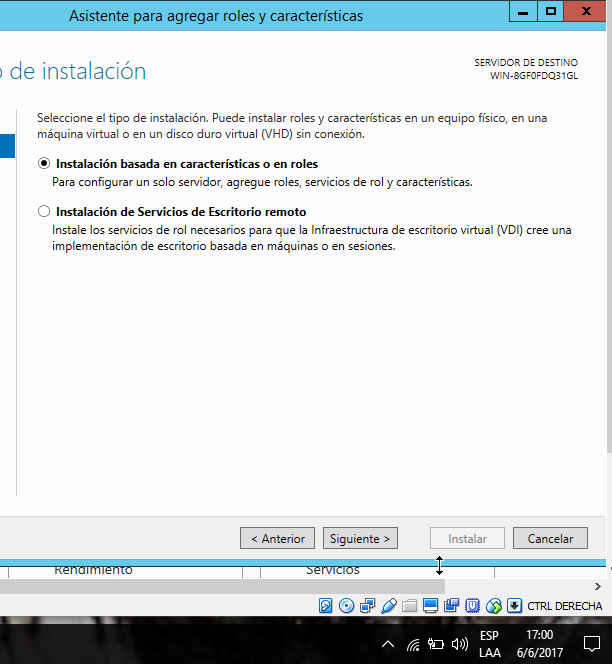 Asistente para agregar roles y características
de instalación
SERVIDOR DE DESTINO
WIN-8GF0FDQ31GL
Seleccione el tipo de instalación. Puede instalar roles y características en un equipo físico, en una
máquina virtual o en un disco duro virtual (VHD) sin conexión.
Instalación basada en características o en roles
Para configurar un solo servidor, agregue roles, servicios de rol y características.
Instalación de Servicios de Escritorio remoto
Instale los servicios de rol necesarios para que la Infraestructura de escritorio virtual (VDI) cree una
implementación de escritorio basada en máquinas o en sesiones.
< Anterior
Siguiente >
Instalar
Cancelar
Rendimiento
Servicios
CTRL DERECHA
ESP
LAA
17:00
6/6/2017